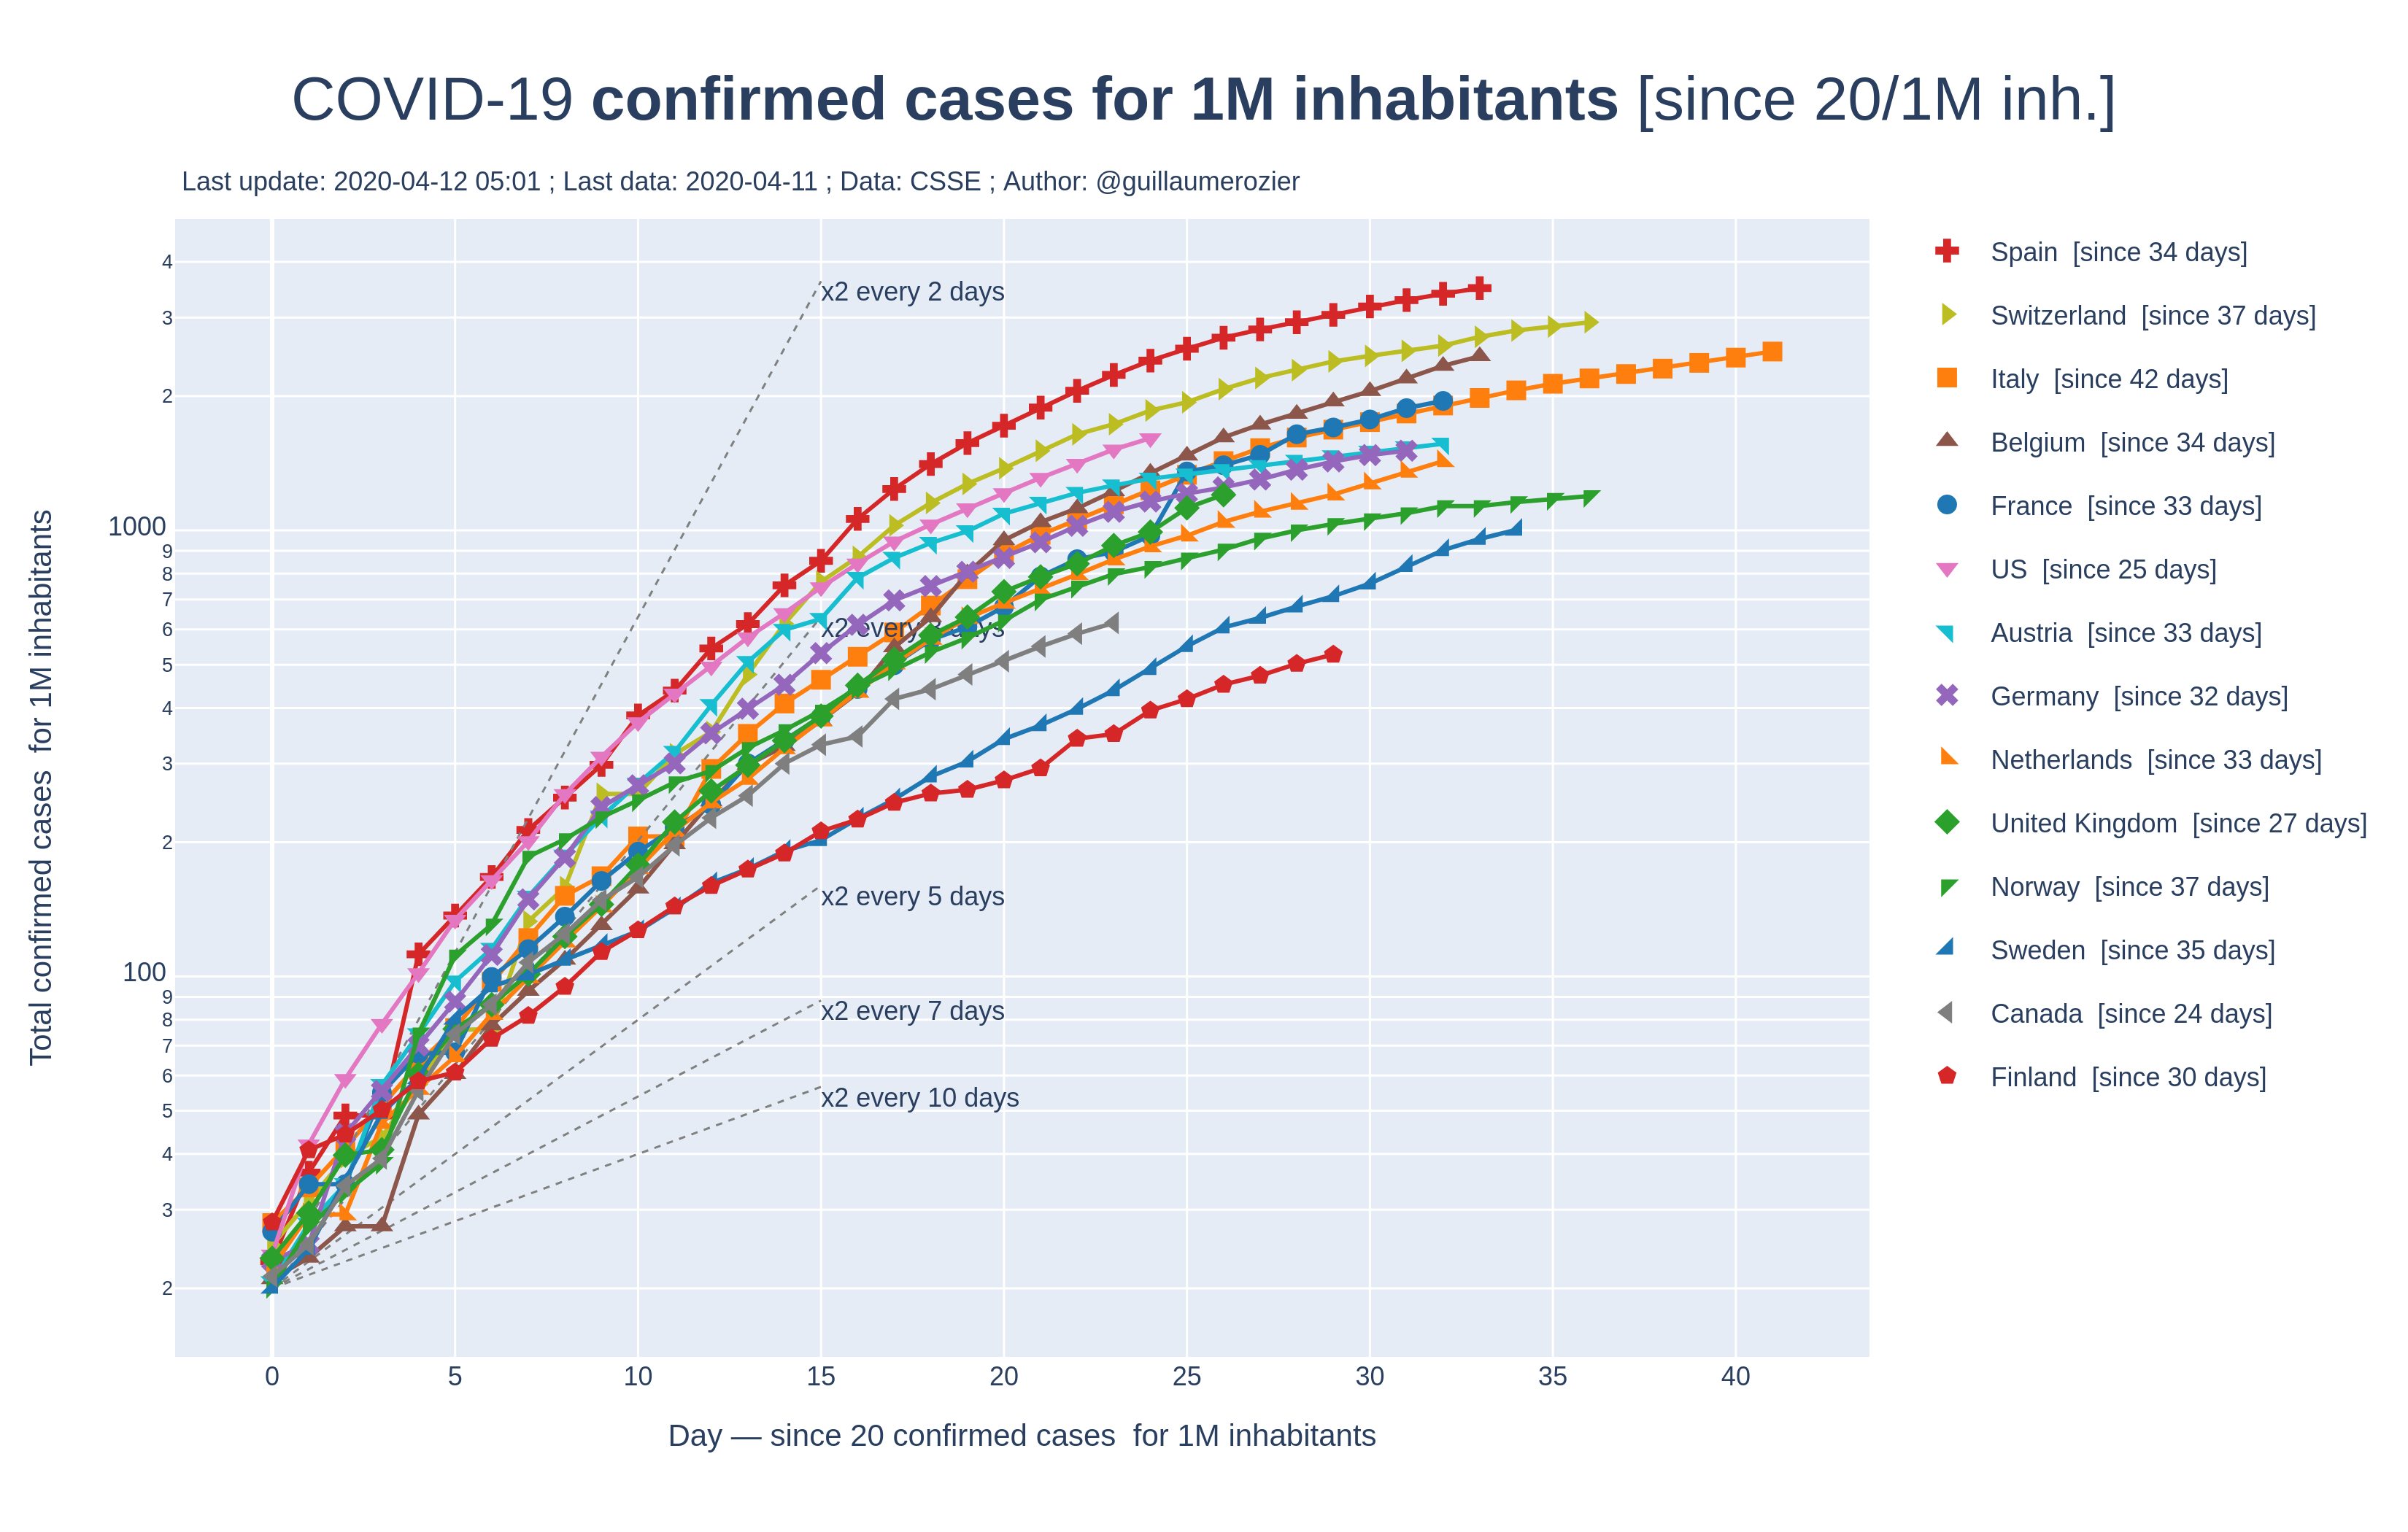 COVID-19 confirmed cases for 1M inhabitants [since 20/1M inh.]
Last update: 2020-04-12 05:01 ; Last data: 2020-04-11 ; Data: CSSE ; Author: @guillaumerozier
Total confirmed cases for 1M inhabitants
4
3
2
1000
9
8
7
6
5
4
3
2
100
9
8
7
6
5
4
3
2
x2 every 2 days
x2 every 3 days
x2 every 5 days
x2 every 7 days
x2 every 10 days
0 5 10 15 20 25 30 35 40
Day — since 20 confirmed cases for 1M inhabitants
Spain [since 34 days]
Switzerland [since 37 days]
Italy [since 42 days]
Belgium [since 34 days]
France [since 33 days]
US [since 25 days]
Austria [since 33 days]
Germany [since 32 days]
Netherlands [since 33 days]
United Kingdom [since 27 days]
Norway [since 37 days]
Sweden [since 35 days]
Canada [since 24 days]
Finland [since 30 days]